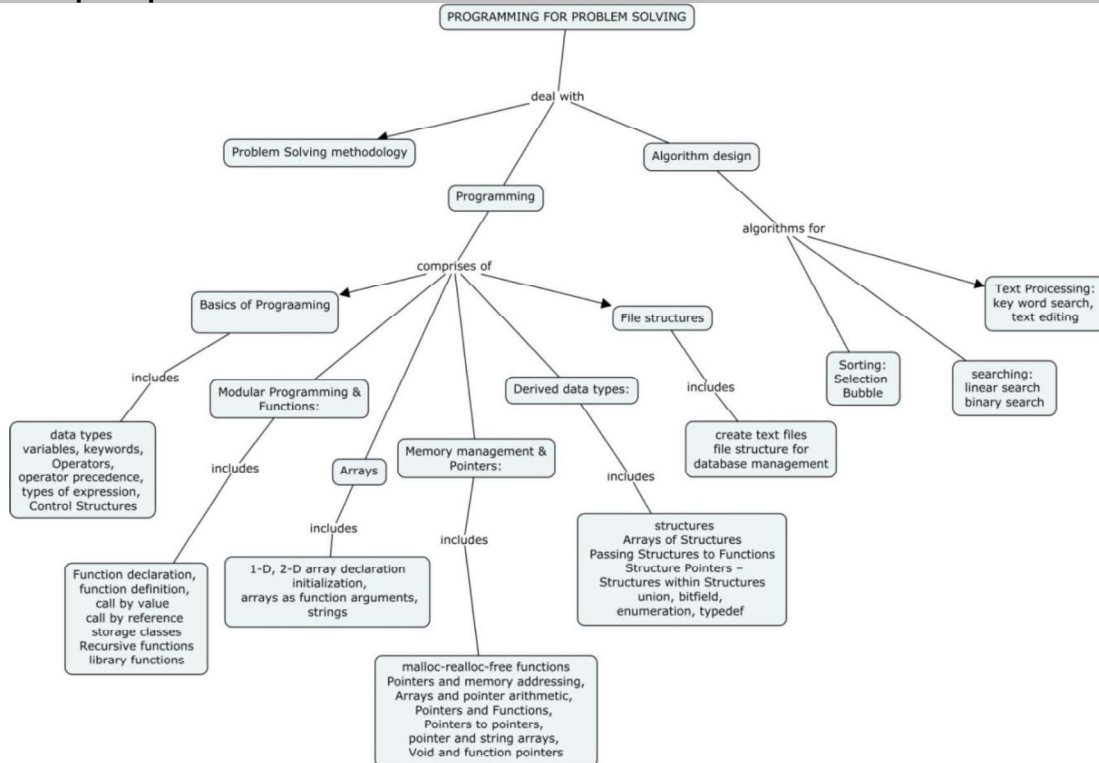 PROGRAMMING FOR PROBLEM SOLVING
deal with
Problem Solving methodology
Algorithm design
Programming
algorithms for
comprises of
Basics of Prograaming
File structures
Text Proicessing:
key word search,
text editing
includes
Modular Programming &
Functions:
Derived data types:
includes
Sorting:
Selection
Bubble
searching:
linear search
binary search
data types
variables, keywords,
Operators,
operator precedence,
types of expression,
Control Structures
includes
Arrays
Memory management &
Pointers:
create text files
file structure for
database management
includes
includes
includes
structures
Arrays of Structures
Passing Structures to Functions
Structure Pointers –
Structures within Structures
union, bitfield,
enumeration, typedef
Function declaration,
function definition,
call by value
call by reference
storage classes
Recursive functions
library functions
1-D, 2-D array declaration
initialization,
arrays as function arguments,
strings
malloc-realloc-free functions
Pointers and memory addressing,
Arrays and pointer arithmetic,
Pointers and Functions,
Pointers to pointers,
pointer and string arrays,
Void and function pointers